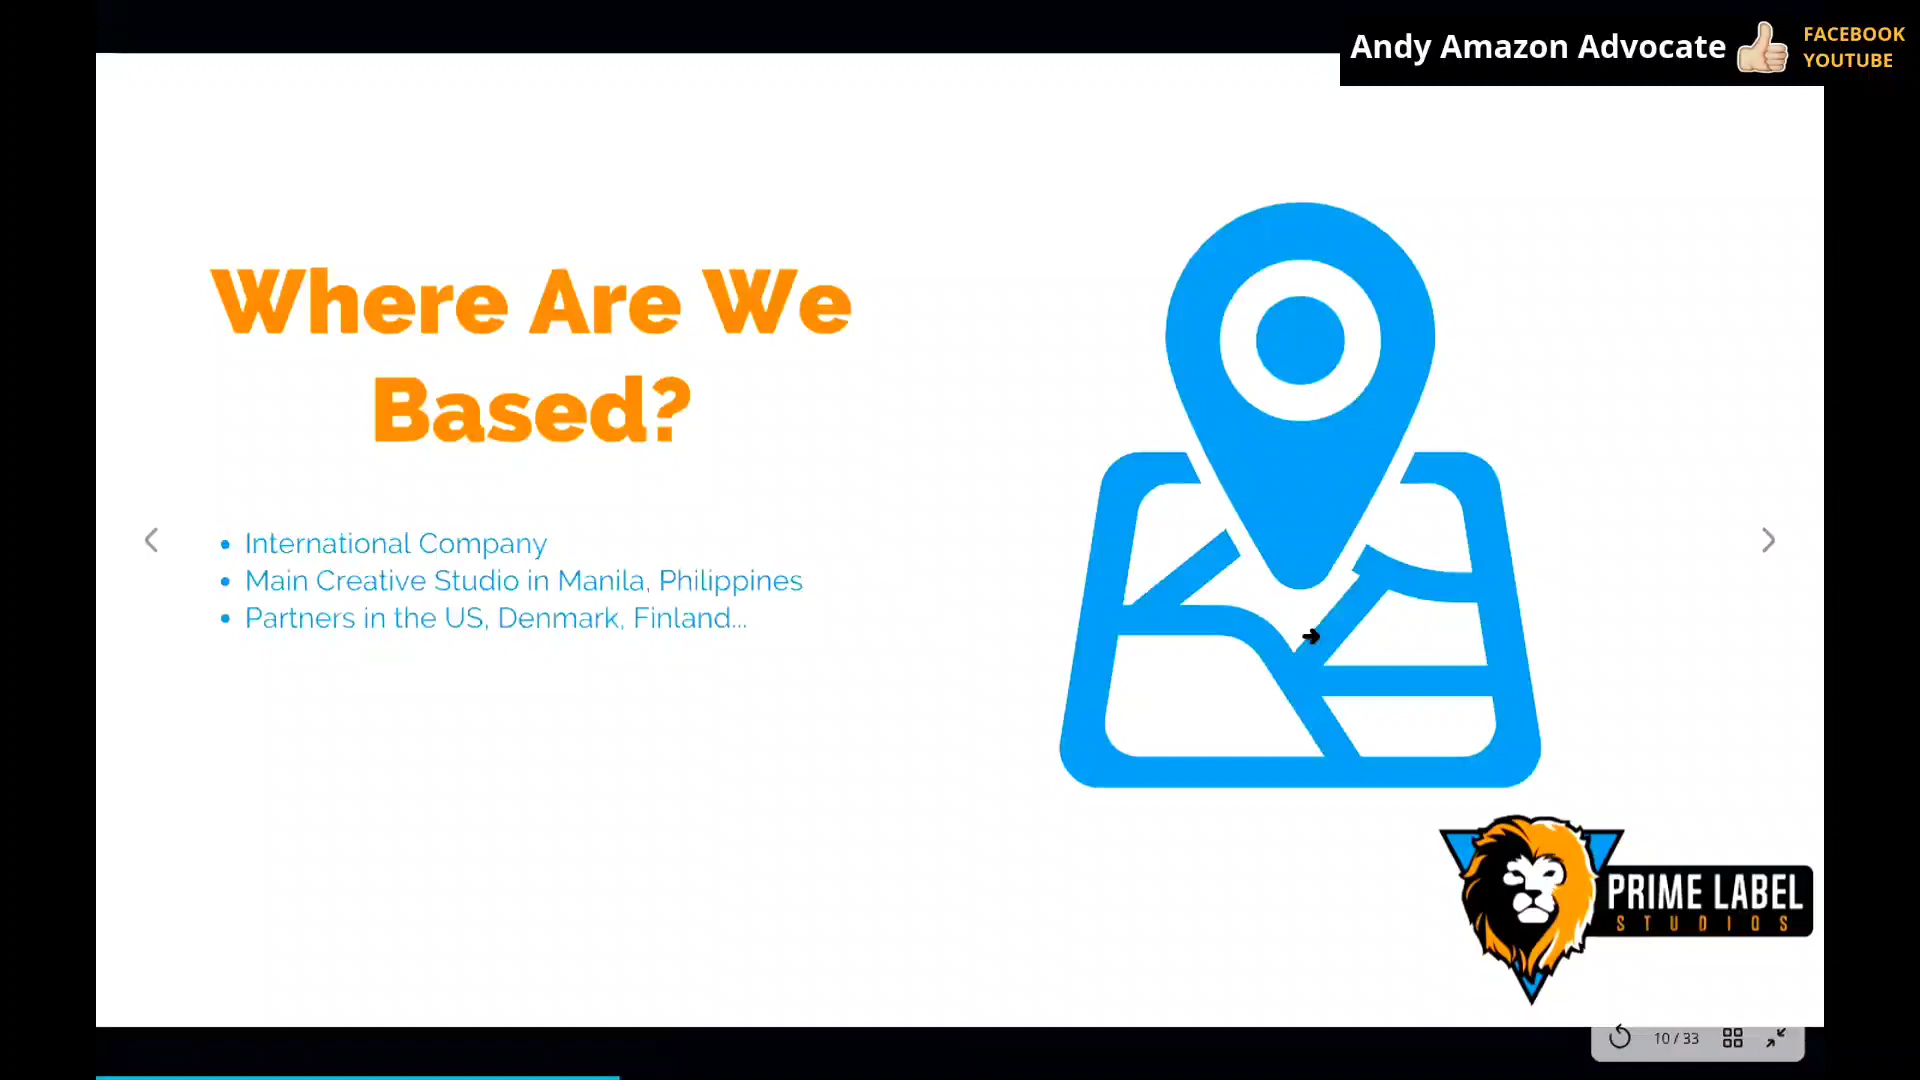 Andy Amazon Advocate
FACEBOOK
YOUTUBE
Where Are We
Based?
International Company
Main Creative Studio in Manila, Philippines
Partners in the US, Denmark, Finland...
PRIME LABEL
STUDIOS
10 / 33